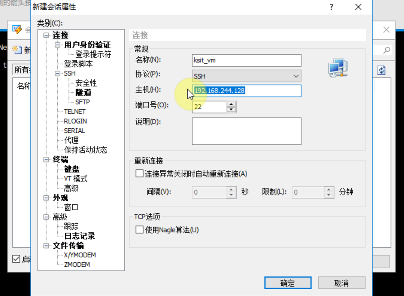 新建会话属性
类别(C):
连接
用户身份验证
登录提示符
登录脚本
SSH
安全性
隧道
SFTP
TELNET
RLOGIN
SERIAL
代理
保持活动状态
终端
键盘
VT 模式
高级
外观
窗口
高级
跟踪
日志记录
文件传输
X/YMODEM
ZMODEM
连接
常规
名称(N):
ksit_vm
协议(P):
SSH
主机(H):
192.168.244.128
端口号(O):
22
说明(D):
重新连接
连接异常关闭时自动重新连接(A)
间隔(V):
0
秒
限制(L):
0
分钟
TCP选项
使用Nagle算法(U)
确定
取消